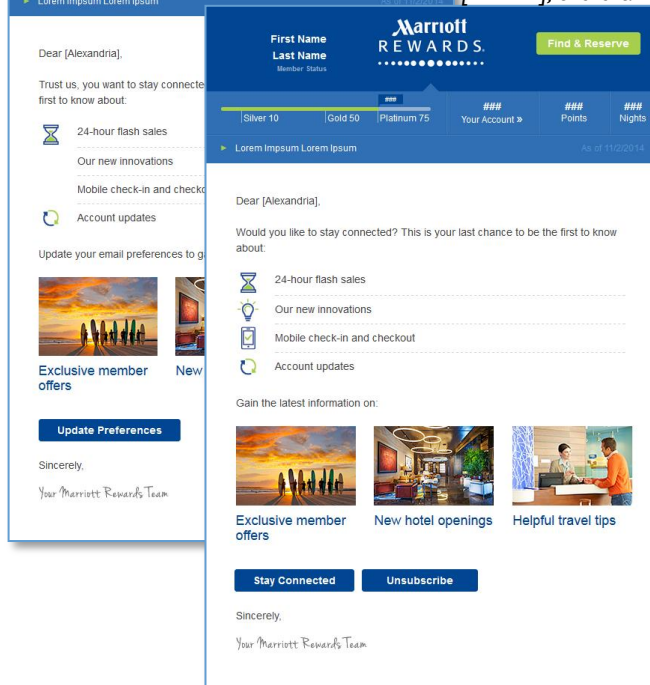 Lorem Impsum Lorem Ipsum
As of 11/2/2014
Dear [Alexandria],
Trust us, you want to stay connecte
first to know about:
24-hour flash sales
Our new innovations
Mobile check-in and checko
Account updates
Update your email preferences to g
Exclusive member
offers
New
Update Preferences
Sincerely,
Your Marriott Rewards Team
First Name
Last Name
Member Status
Marriott
REWARDS.
Find & Reserve
###
Silver 10
Gold 50
Platinum 75
###
Your Account »
###
Points
###
Nights
Lorem Impsum Lorem Ipsum
As of 11/2/2014
Dear [Alexandria],
Would you like to stay connected? This is your last chance to be the first to know
about:
24-hour flash sales
Our new innovations
Mobile check-in and checkout
Account updates
Gain the latest information on:
Exclusive member
offers
New hotel openings
Helpful travel tips
Stay Connected
Unsubscribe
Sincerely,
Your Marriott Rewards Team